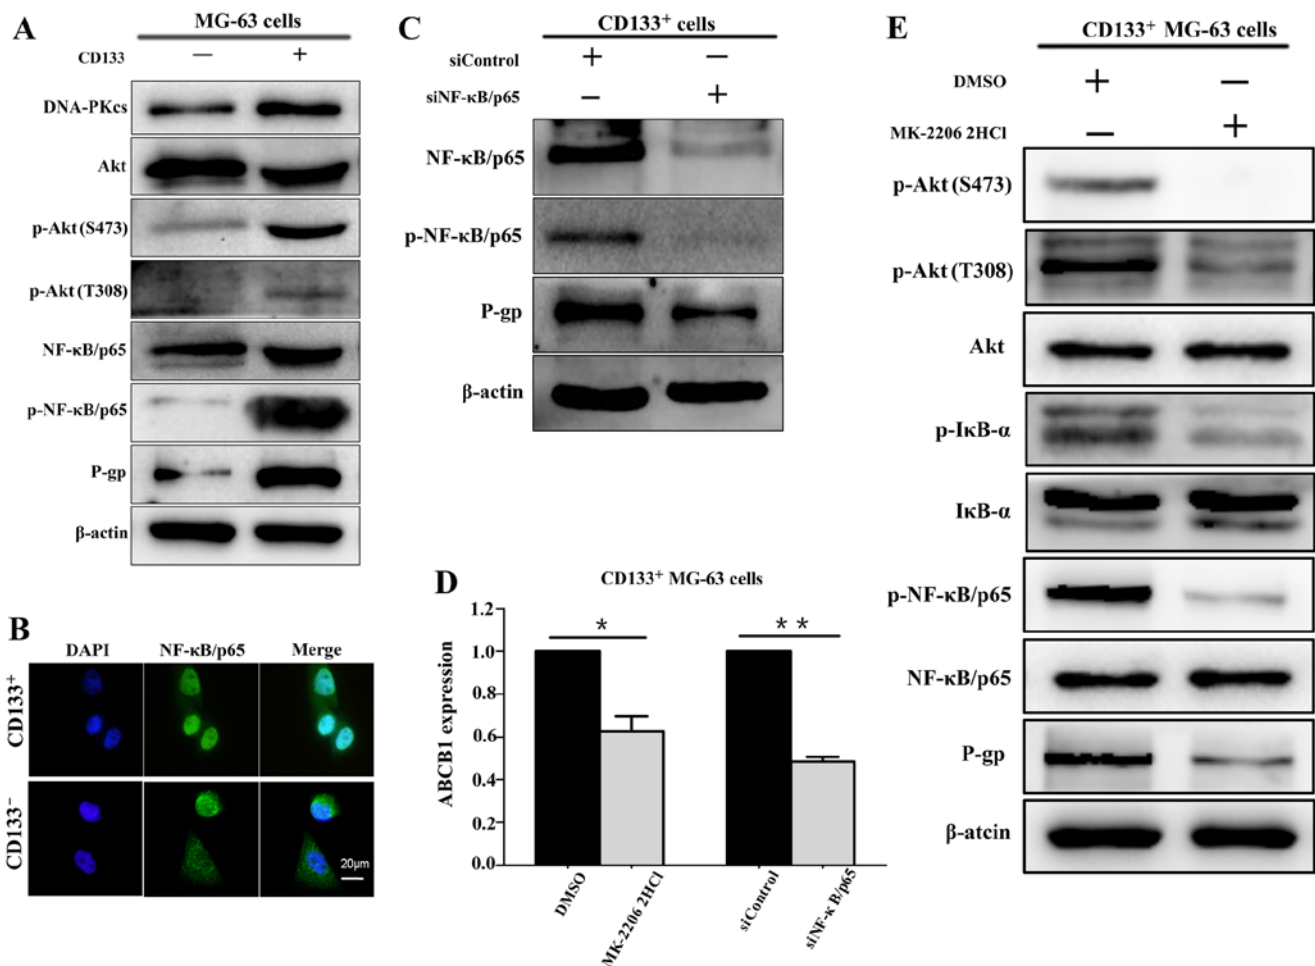 A
MG-63 cells
CD133 — +
DNA-PKcs
Akt
p-Akt (S473)
p-Akt (T308)
NF-κB/p65
p-NF-κB/p65
P-gp
β-actin
B
DAPI NF-κB/p65 Merge
CD133⁺
CD133⁻
20μm
C
CD133⁺ cells
siControl + —
siNF-κB/p65 — +
NF-κB/p65
p-NF-κB/p65
P-gp
β-actin
D
CD133⁺ MG-63 cells
ABCB1 expression
1.2
1.0
0.8
0.6
0.4
0.2
0.0
*
* *
DMSO
MK-2206 2HCl
siControl
siNF-κ B/p65
E
CD133⁺ MG-63 cells
DMSO + —
MK-2206 2HCl — +
p-Akt (S473)
p-Akt (T308)
Akt
p-IκB-α
IκB-α
p-NF-κB/p65
NF-κB/p65
P-gp
β-atcin